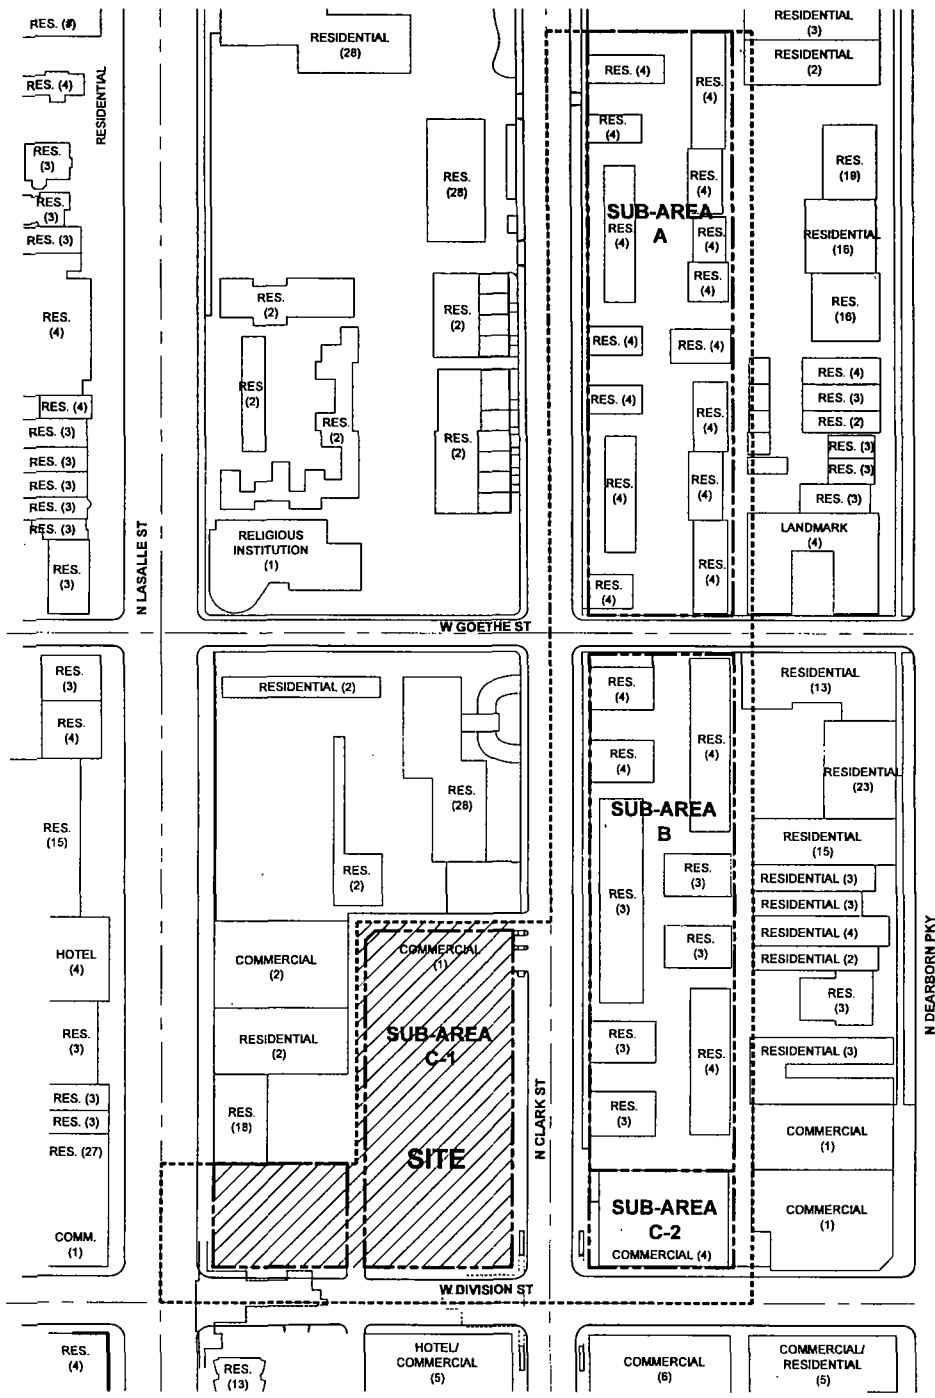 RES. (#)
RES. (4)
RESIDENTIAL
RES.
(3)
RES.
(3)
RES. (3)
RES.
(4)
RES. (4)
RES. (3)
RES. (3)
RES. (3)
RES. (3)
RES. (3)
RES.
(3)
N LASALLE ST
RESIDENTIAL
(28)
RES.
(28)
RES.
(2)
RES.
(2)
RES
(2)
RES.
(2)
RES.
(2)
RELIGIOUS
INSTITUTION
(1)
RES. (4)
RES.
(4)
RES.
(4)
RES.
(4)
SUB-AREA
A
RES.
(4)
RES.
(4)
RES.
(4)
RES. (4)
RES. (4)
RES. (4)
RES.
(4)
RES.
(4)
RES.
(4)
RES.
(4)
RES.
(4)
RESIDENTIAL
(3)
RESIDENTIAL
(2)
RES.
(19)
RESIDENTIAL
(16)
RES.
(16)
RES. (4)
RES. (3)
RES. (2)
RES. (3)
RES. (3)
RES. (3)
LANDMARK
(4)
W GOETHE ST
RES.
(3)
RES.
(4)
RES.
(15)
HOTEL
(4)
RES.
(3)
RES. (3)
RES. (3)
RES. (27)
COMM.
(1)
RESIDENTIAL (2)
RES.
(28)
RES.
(2)
COMMERCIAL
(2)
RESIDENTIAL
(2)
RES.
(18)
COMMERCIAL
(1)
SUB-AREA
C-1
SITE
N CLARK ST
RES.
(4)
RES.
(4)
RES.
(4)
SUB-AREA
B
RES.
(3)
RES.
(3)
RES.
(3)
RES.
(3)
RES.
(4)
RES.
(3)
SUB-AREA
C-2
COMMERCIAL (4)
RESIDENTIAL
(13)
RESIDENTIAL
(23)
RESIDENTIAL
(15)
RESIDENTIAL (3)
RESIDENTIAL (3)
RESIDENTIAL (4)
RESIDENTIAL (2)
RES.
(3)
RESIDENTIAL (3)
COMMERCIAL
(1)
COMMERCIAL
(1)
N DEARBORN PKY
W DIVISION ST
RES.
(4)
RES.
(13)
HOTEL/
COMMERCIAL
(5)
COMMERCIAL
(6)
COMMERCIAL/
RESIDENTIAL
(5)